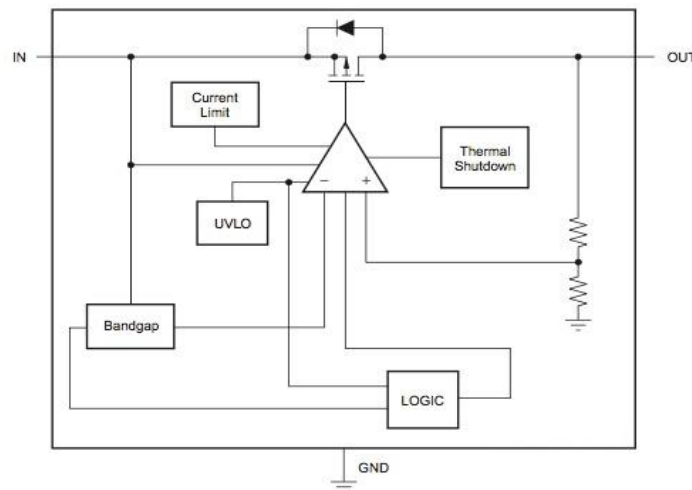 IN
OUT
Current
Limit
Thermal
Shutdown
− +
UVLO
Bandgap
LOGIC
GND